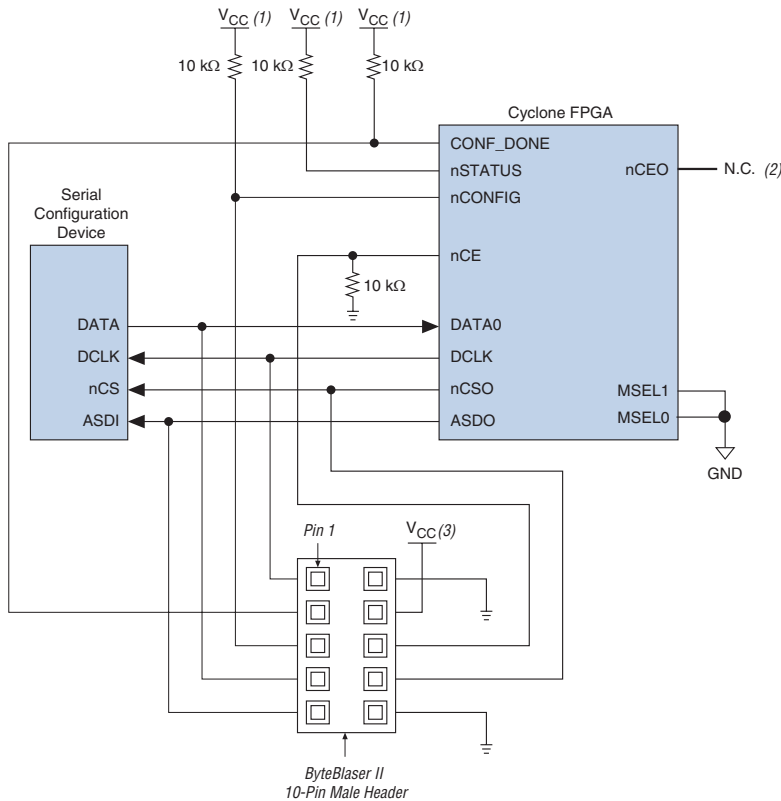 VCC (1) VCC (1) VCC (1)
10 kΩ 10 kΩ 10 kΩ
Cyclone FPGA
CONF_DONE
nSTATUS nCEO N.C. (2)
nCONFIG
Serial
Configuration
Device
nCE
10 kΩ
DATA DATA0
DCLK DCLK
nCS nCSO MSEL1
ASDI ASDO MSEL0
GND
Pin 1 VCC (3)
ByteBlaser II
10-Pin Male Header